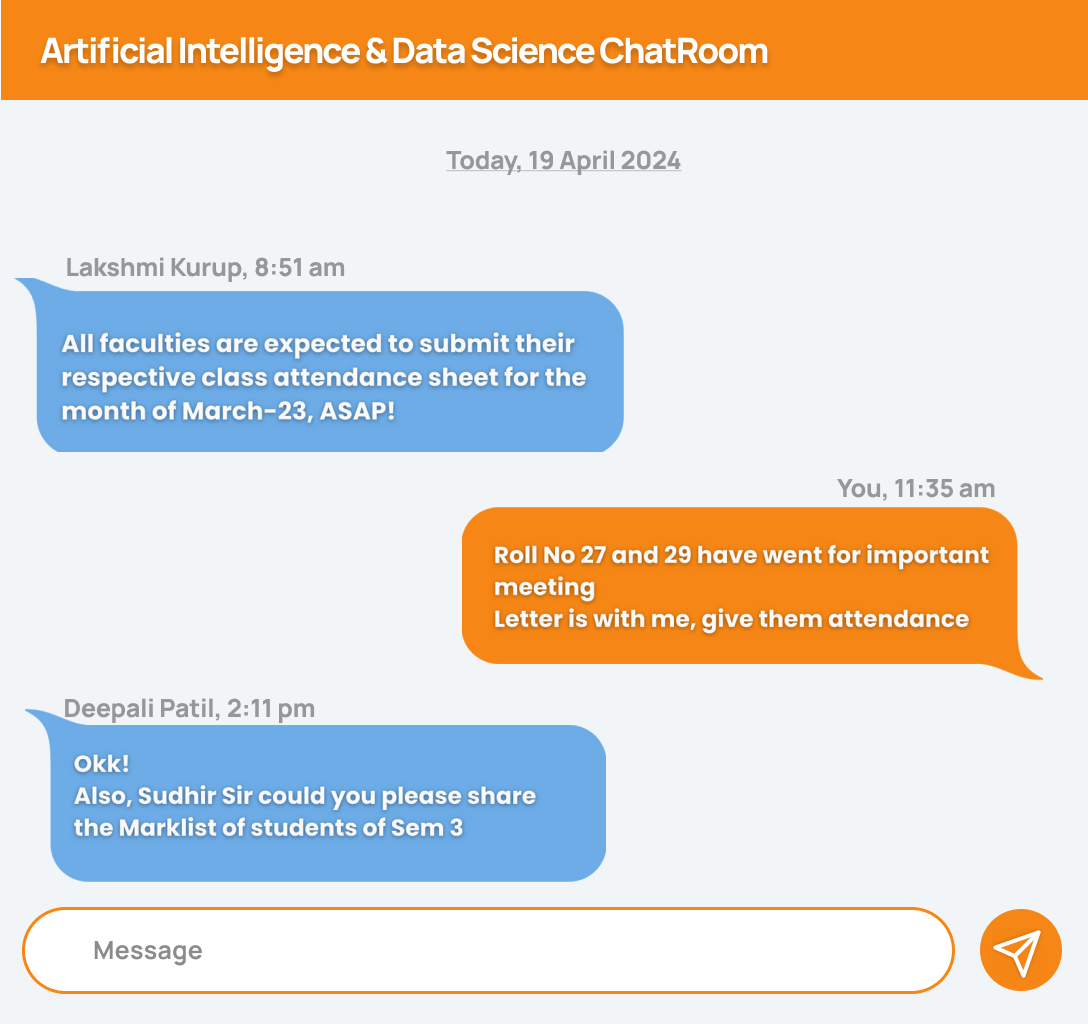 Artificial Intelligence & Data Science ChatRoom
Today, 19 April 2024
Lakshmi Kurup, 8:51 am
All faculties are expected to submit their
respective class attendance sheet for the
month of March-23, ASAP!
You, 11:35 am
Roll No 27 and 29 have went for important
meeting
Letter is with me, give them attendance
Deepali Patil, 2:11 pm
Okk!
Also, Sudhir Sir could you please share
the Marklist of students of Sem 3
Message